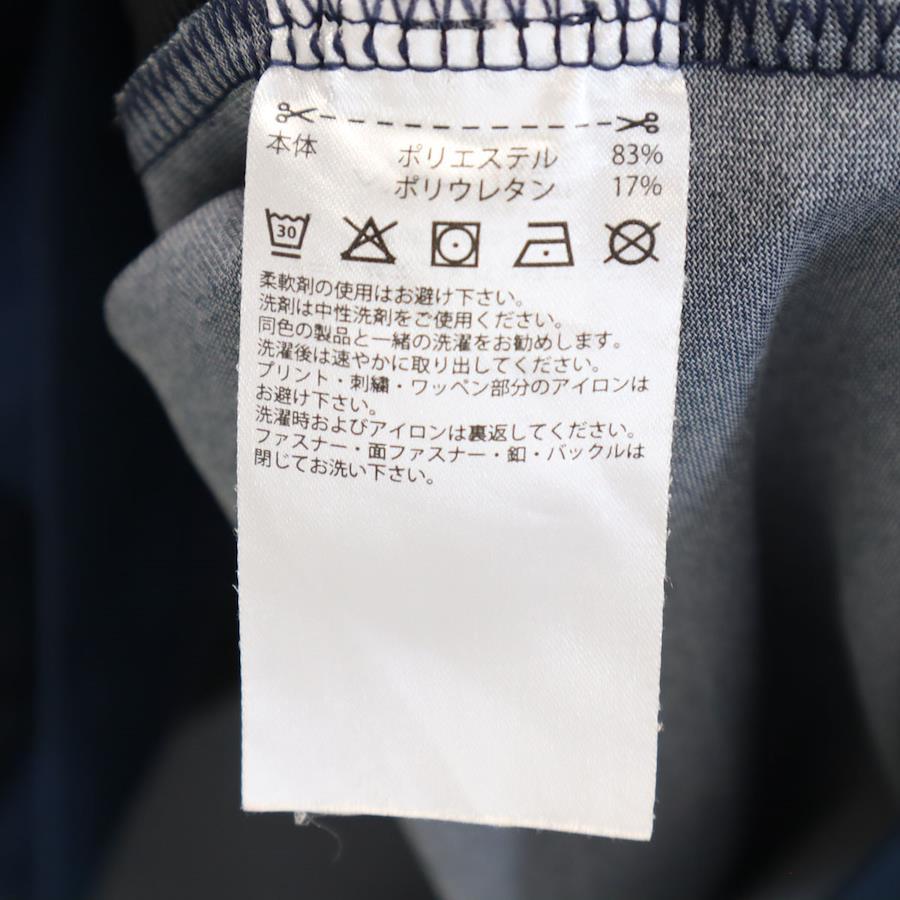 本体 ポリエステル 83%
ポリウレタン 17%
30
柔軟剤の使用はお避け下さい。
洗剤は中性洗剤をご使用ください。
同色の製品と一緒の洗濯をお勧めします。
洗濯後は速やかに取り出してください。
プリント・刺繍・ワッペン部分のアイロンは
お避け下さい。
洗濯時およびアイロンは裏返してください。
ファスナー・面ファスナー・釦・バックルは
閉じてお洗い下さい。